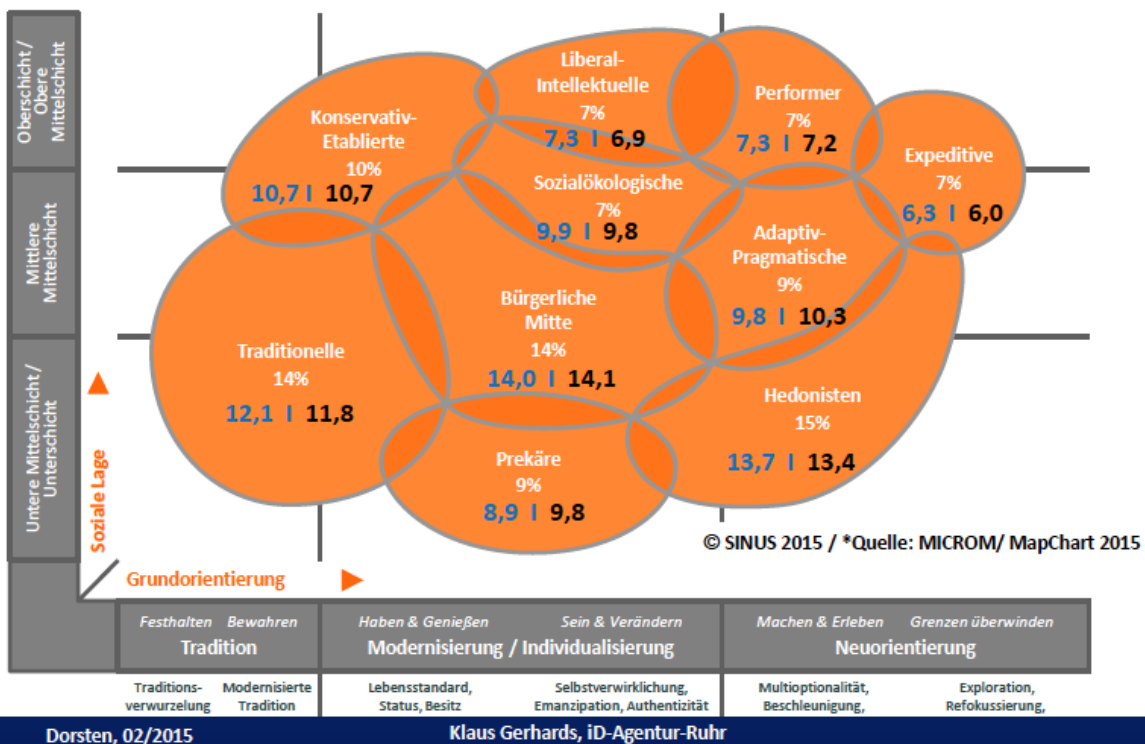 Oberschicht /
Obere
Mittelschicht
Mittlere
Mittelschicht
Untere Mittelschicht /
Unterschicht
Soziale Lage
Konservativ-
Etablierte
10%
10,7 I 10,7
Liberal-
Intellektuelle
7%
7,3 I 6,9
Performer
7%
7,3 I 7,2
Expeditive
7%
6,3 I 6,0
Sozialökologische
7%
9,9 I 9,8
Adaptiv-
Pragmatische
9%
9,8 I 10,3
Traditionelle
14%
12,1 I 11,8
Bürgerliche
Mitte
14%
14,0 I 14,1
Hedonisten
15%
13,7 I 13,4
Prekäre
9%
8,9 I 9,8
© SINUS 2015 / *Quelle: MICROM/ MapChart 2015
Grundorientierung
Festhalten Bewahren
Tradition
Haben & Genießen Sein & Verändern
Modernisierung / Individualisierung
Machen & Erleben Grenzen überwinden
Neuorientierung
Traditions-
verwurzelung
Modernisierte
Tradition
Lebensstandard,
Status, Besitz
Selbstverwirklichung,
Emanzipation, Authentizität
Multioptionalität,
Beschleunigung,
Exploration,
Refokussierung,
Dorsten, 02/2015 Klaus Gerhards, iD-Agentur-Ruhr